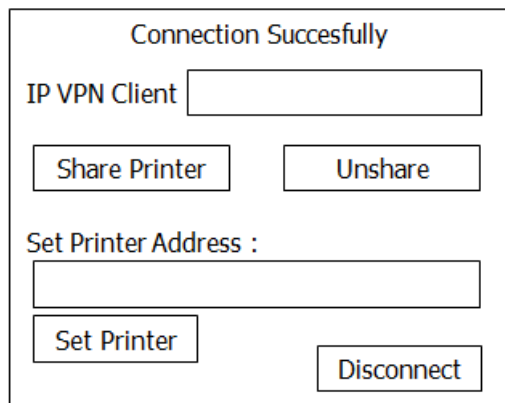 Connection Succesfully
IP VPN Client
Share Printer Unshare
Set Printer Address :
Set Printer
Disconnect